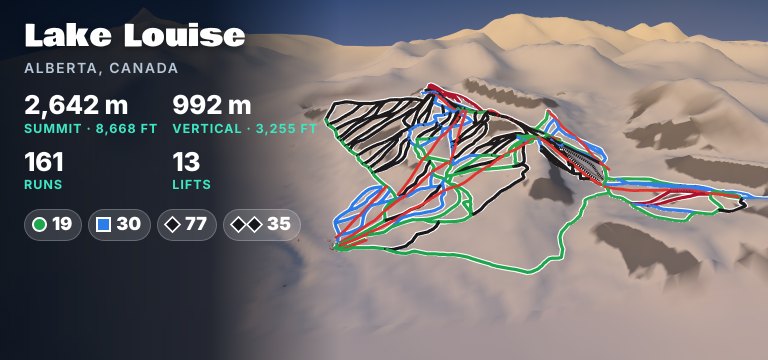 Lake Louise
ALBERTA, CANADA
2,642 m 992 m
SUMMIT · 8,668 FT VERTICAL · 3,255 FT
161 13
RUNS LIFTS
19 30 77 35